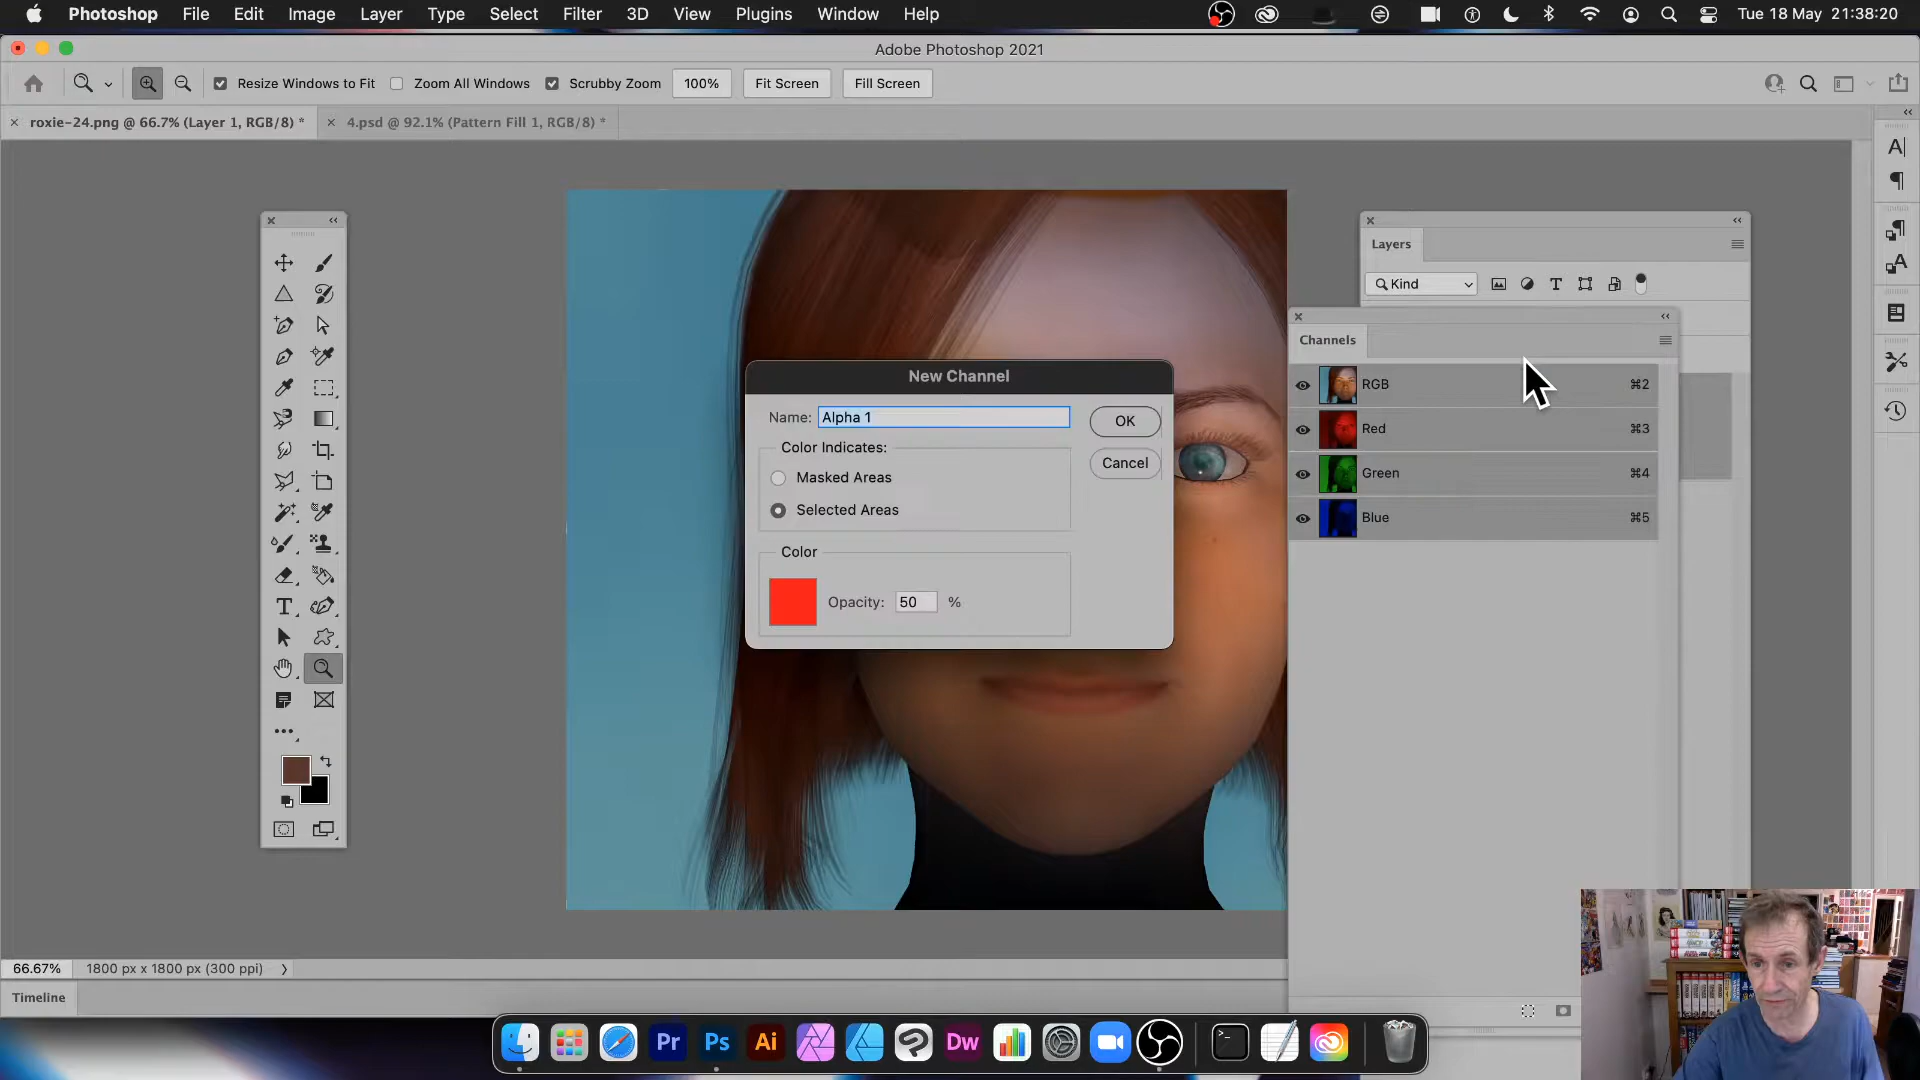 Photoshop File Edit Image Layer Type Select Filter 3D View Plugins Window Help Tue 18 May 21:38:20
Adobe Photoshop 2021
Resize Windows to Fit Zoom All Windows Scrubby Zoom 100% Fit Screen Fill Screen
roxie-24.png @ 66.7% (Layer 1, RGB/8) * 4.psd @ 92.1% (Pattern Fill 1, RGB/8) *
Layers
Kind
Channels
RGB ⌘2
Red ⌘3
Green ⌘4
Blue ⌘5
New Channel
Name: Alpha 1
OK
Color Indicates:
Cancel
Masked Areas
Selected Areas
Color
Opacity: 50 %
66.67% 1800 px x 1800 px (300 ppi)
Timeline
Pr Ps Ai Dw